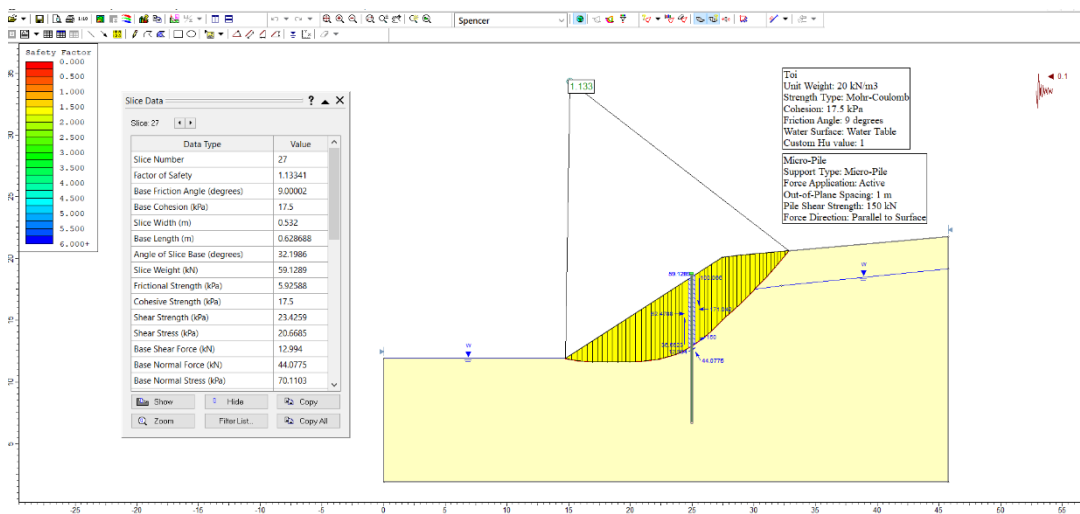 Spencer
Safety Factor
0.000
0.500
1.000
1.500
2.000
2.500
3.000
3.500
4.000
4.500
5.000
5.500
6.000+
Slice Data
Slice: 27
Data Type Value
Slice Number 27
Factor of Safety 1.13341
Base Friction Angle (degrees) 9.00002
Base Cohesion (kPa) 17.5
Slice Width (m) 0.532
Base Length (m) 0.628688
Angle of Slice Base (degrees) 32.1986
Slice Weight (kN) 59.1289
Frictional Strength (kPa) 5.92588
Cohesive Strength (kPa) 17.5
Shear Strength (kPa) 23.4259
Shear Stress (kPa) 20.6685
Base Shear Force (kN) 12.994
Base Normal Force (kN) 44.0775
Base Normal Stress (kPa) 70.1103
Show Hide Copy
Zoom Filter List.. Copy All
1.133
Toi
Unit Weight: 20 kN/m3
Strength Type: Mohr-Coulomb
Cohesion: 17.5 kPa
Friction Angle: 9 degrees
Water Surface: Water Table
Custom Hu value: 1
Micro-Pile
Support Type: Micro-Pile
Force Application: Active
Out-of-Plane Spacing: 1 m
Pile Shear Strength: 150 kN
Force Direction: Parallel to Surface
0.1
W
W
150
44.0775
35
30
25
20
15
10
5
-25 -20 -15 -10 -5 0 5 10 15 20 25 30 35 40 45 50 55